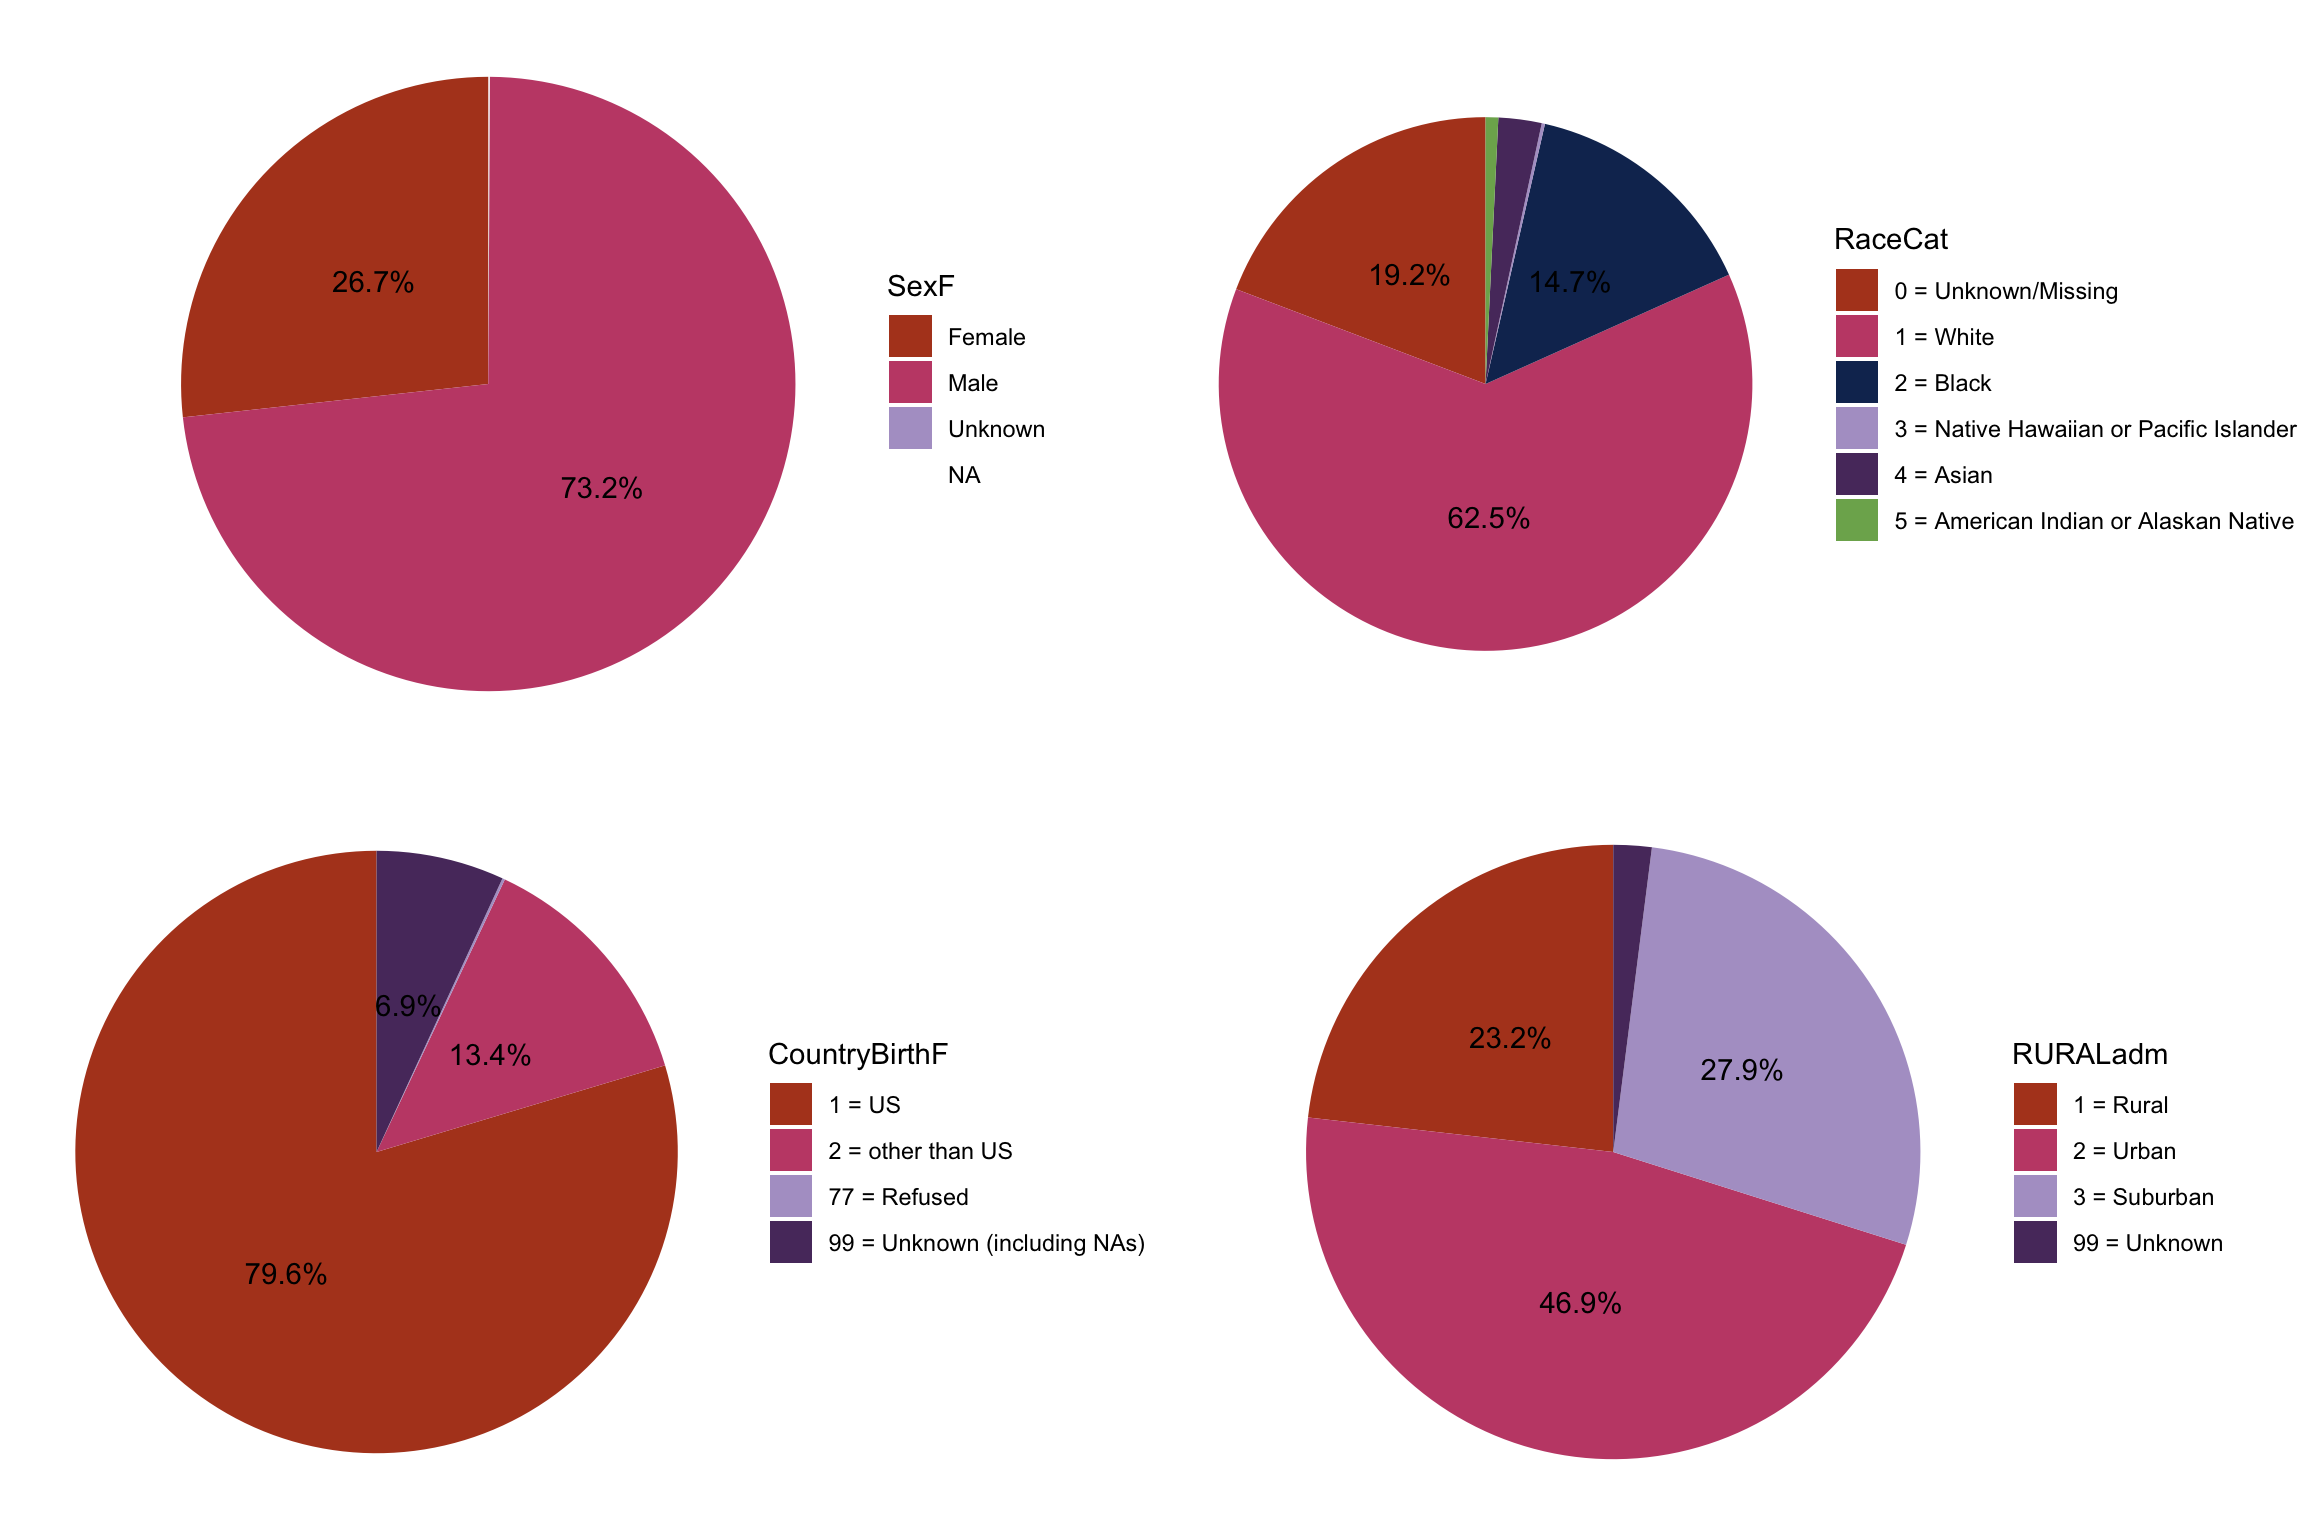 26.7%
73.2%
SexF
Female
Male
Unknown
NA
19.2%
14.7%
62.5%
RaceCat
0 = Unknown/Missing
1 = White
2 = Black
3 = Native Hawaiian or Pacific Islander
4 = Asian
5 = American Indian or Alaskan Native
6.9%
13.4%
79.6%
CountryBirthF
1 = US
2 = other than US
77 = Refused
99 = Unknown (including NAs)
23.2%
27.9%
46.9%
RURALadm
1 = Rural
2 = Urban
3 = Suburban
99 = Unknown